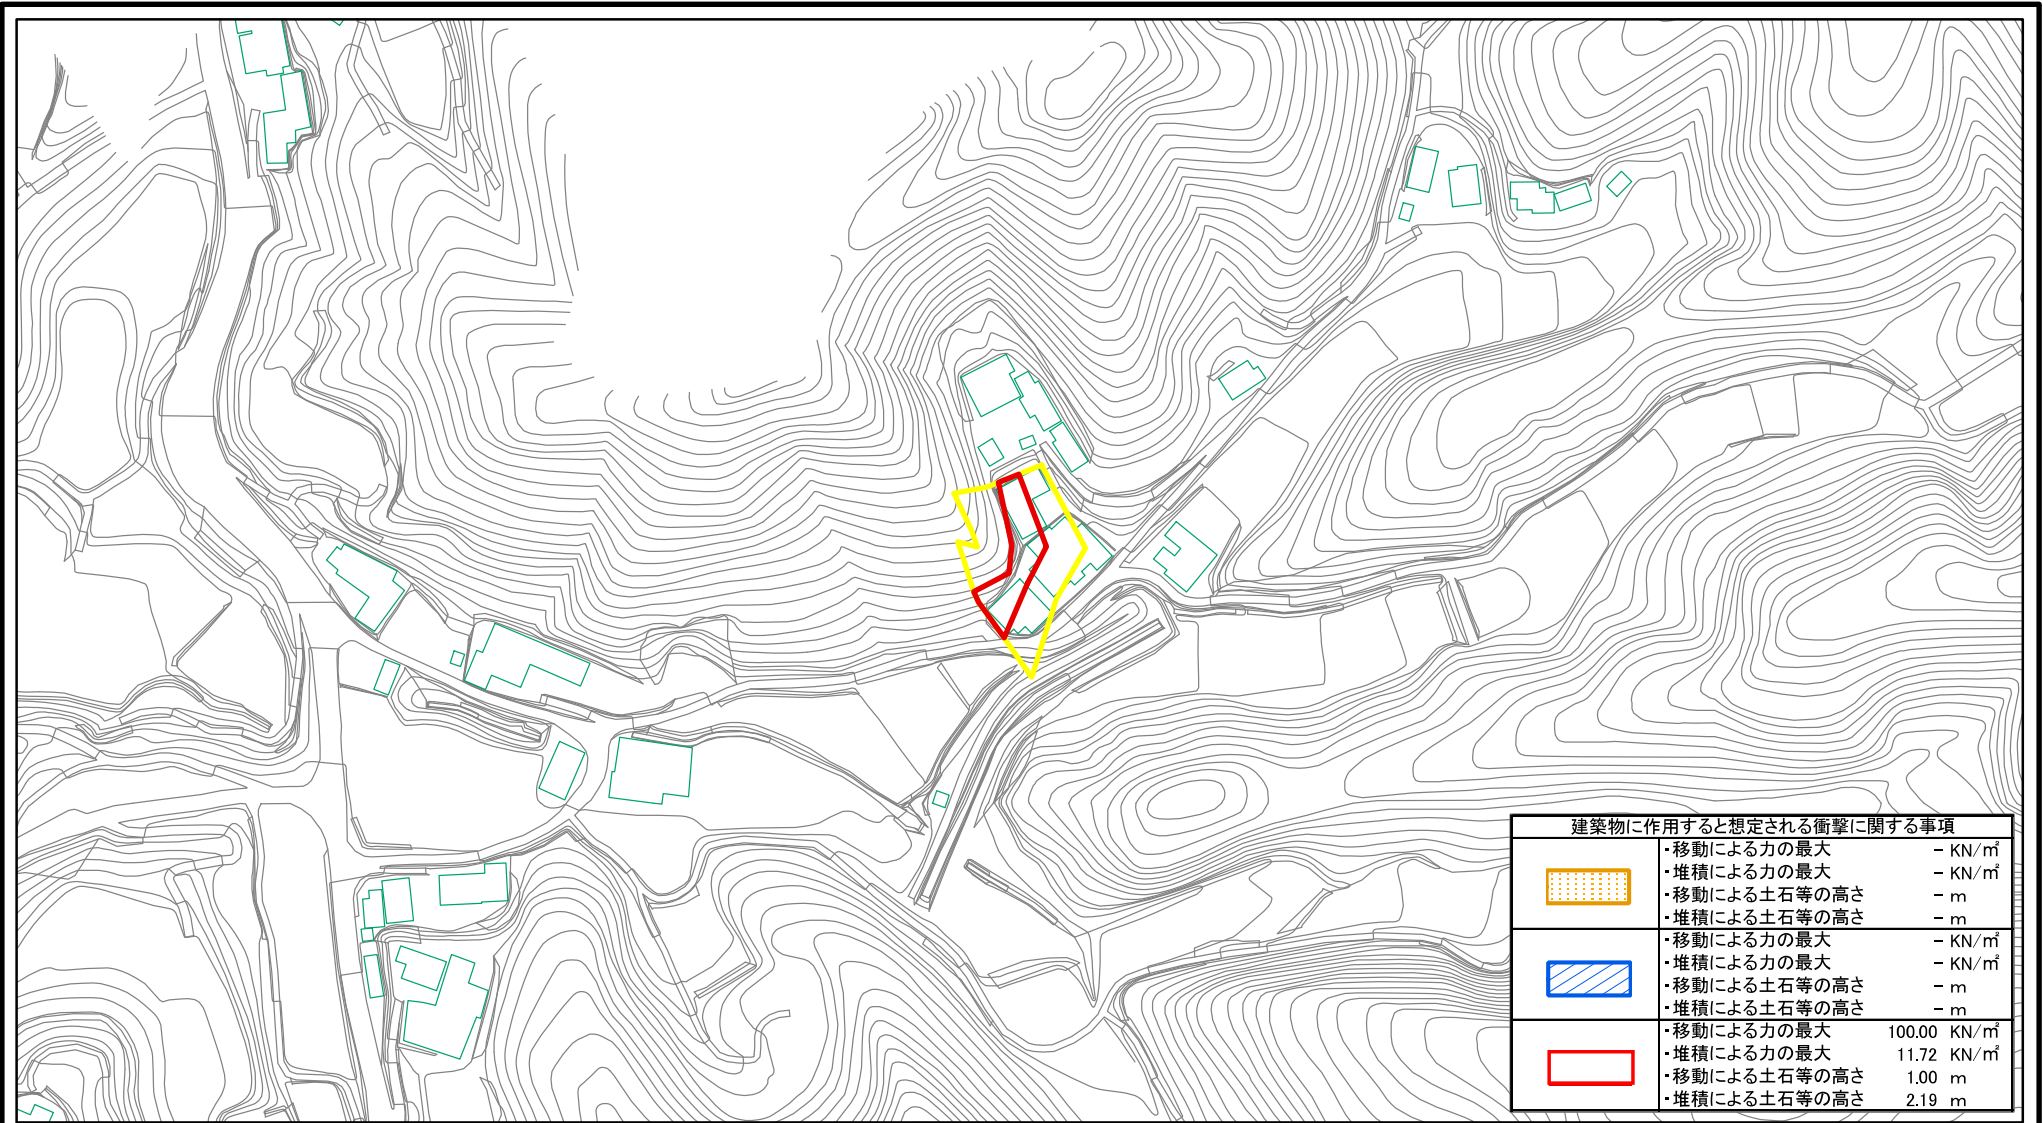 建築物に作用すると想定される衝撃に関する事項
・移動による力の最大 － KN/㎡
・堆積による力の最大 － KN/㎡
・移動による土石等の高さ － m
・堆積による土石等の高さ － m
・移動による力の最大 － KN/㎡
・堆積による力の最大 － KN/㎡
・移動による土石等の高さ － m
・堆積による土石等の高さ － m
・移動による力の最大 100.00 KN/㎡
・堆積による力の最大 11.72 KN/㎡
・移動による土石等の高さ 1.00 m
・堆積による土石等の高さ 2.19 m